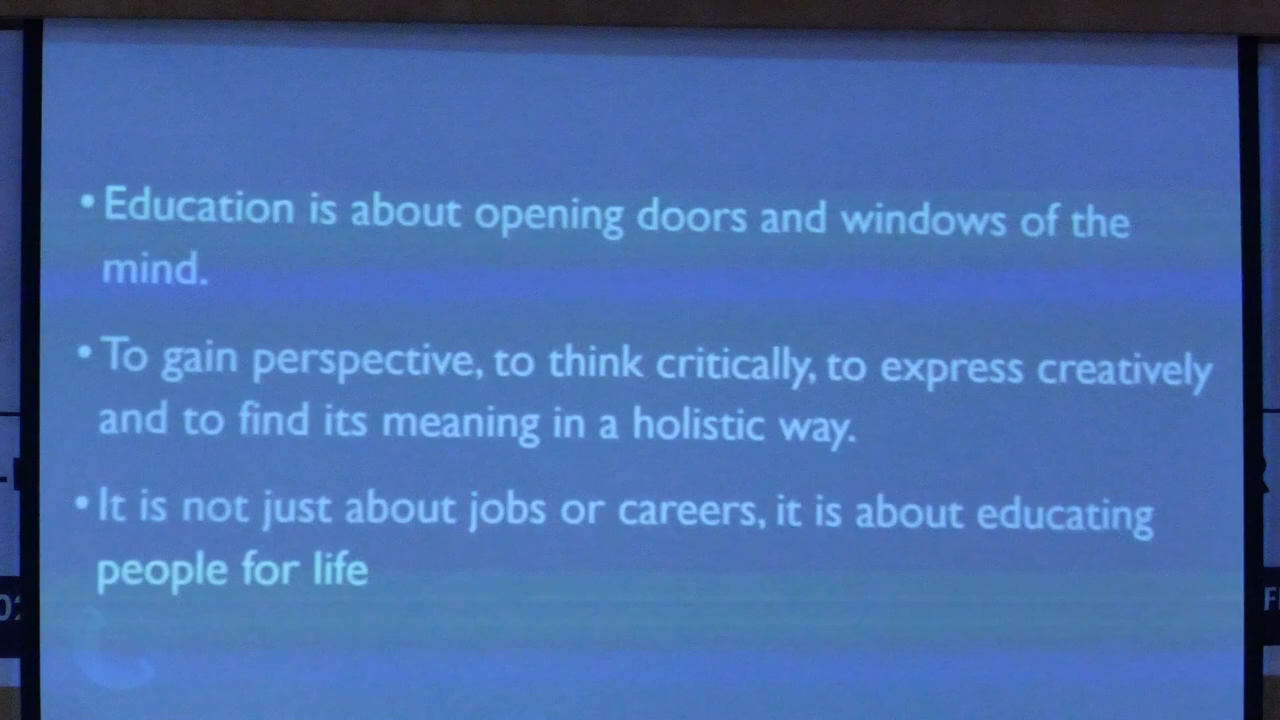 • Education is about opening doors and windows of the
mind.
• To gain perspective, to think critically, to express creatively
and to find its meaning in a holistic way.
• It is not just about jobs or careers, it is about educating
people for life